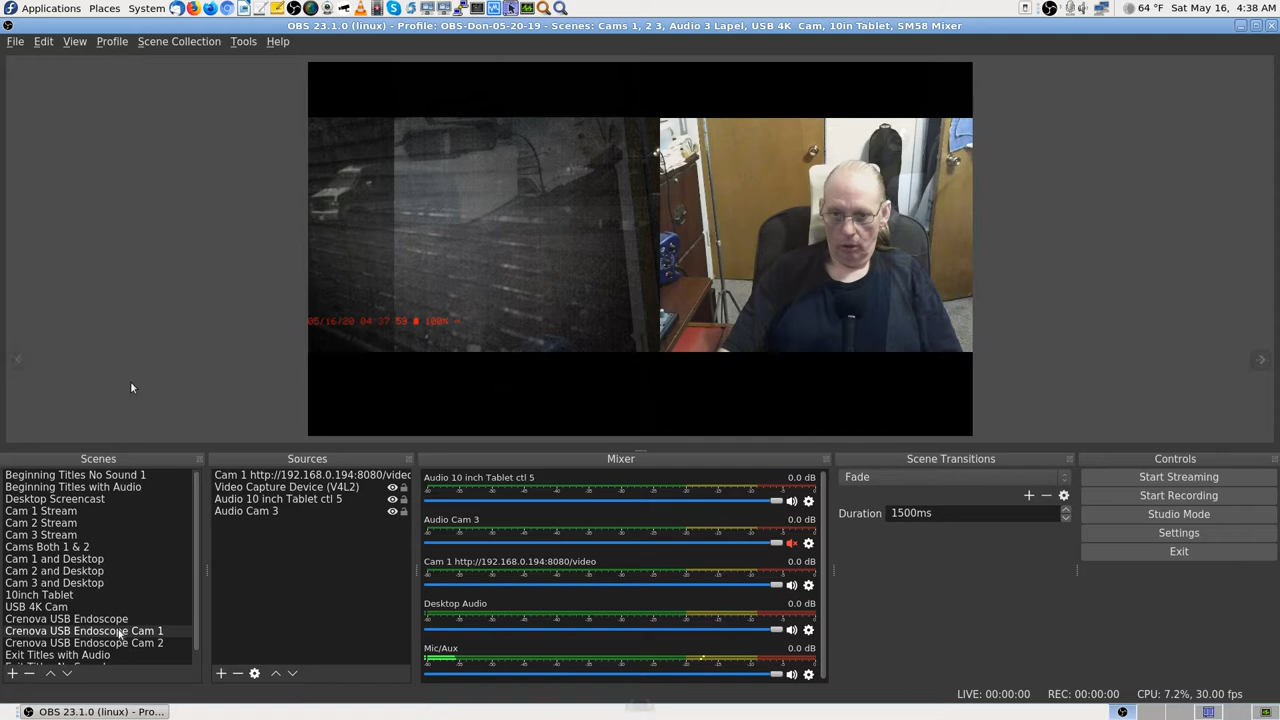 Applications Places System 64 °F Sat May 16, 4:38 AM
OBS 23.1.0 (linux) - Profile: OBS-Don-05-20-19 - Scenes: Cams 1, 2 3, Audio 3 Lapel, USB 4K Cam, 10in Tablet, SM58 Mixer
File Edit View Profile Scene Collection Tools Help
05/16/20 04:37 59 100%
Scenes
Beginning Titles No Sound 1
Beginning Titles with Audio
Desktop Screencast
Cam 1 Stream
Cam 2 Stream
Cam 3 Stream
Cams Both 1 & 2
Cam 1 and Desktop
Cam 2 and Desktop
Cam 3 and Desktop
10inch Tablet
USB 4K Cam
Crenova USB Endoscope
Crenova USB Endoscope Cam 1
Crenova USB Endoscope Cam 2
Exit Titles with Audio
Sources
Cam 1 http://192.168.0.194:8080/video
Video Capture Device (V4L2)
Audio 10 inch Tablet ctl 5
Audio Cam 3
Mixer
Audio 10 inch Tablet ctl 5 0.0 dB
Audio Cam 3 0.0 dB
Cam 1 http://192.168.0.194:8080/video 0.0 dB
Desktop Audio 0.0 dB
Mic/Aux 0.0 dB
Scene Transitions
Fade
Duration 1500ms
Controls
Start Streaming
Start Recording
Studio Mode
Settings
Exit
LIVE: 00:00:00 REC: 00:00:00 CPU: 7.2%, 30.00 fps
OBS 23.1.0 (linux) - Pro...